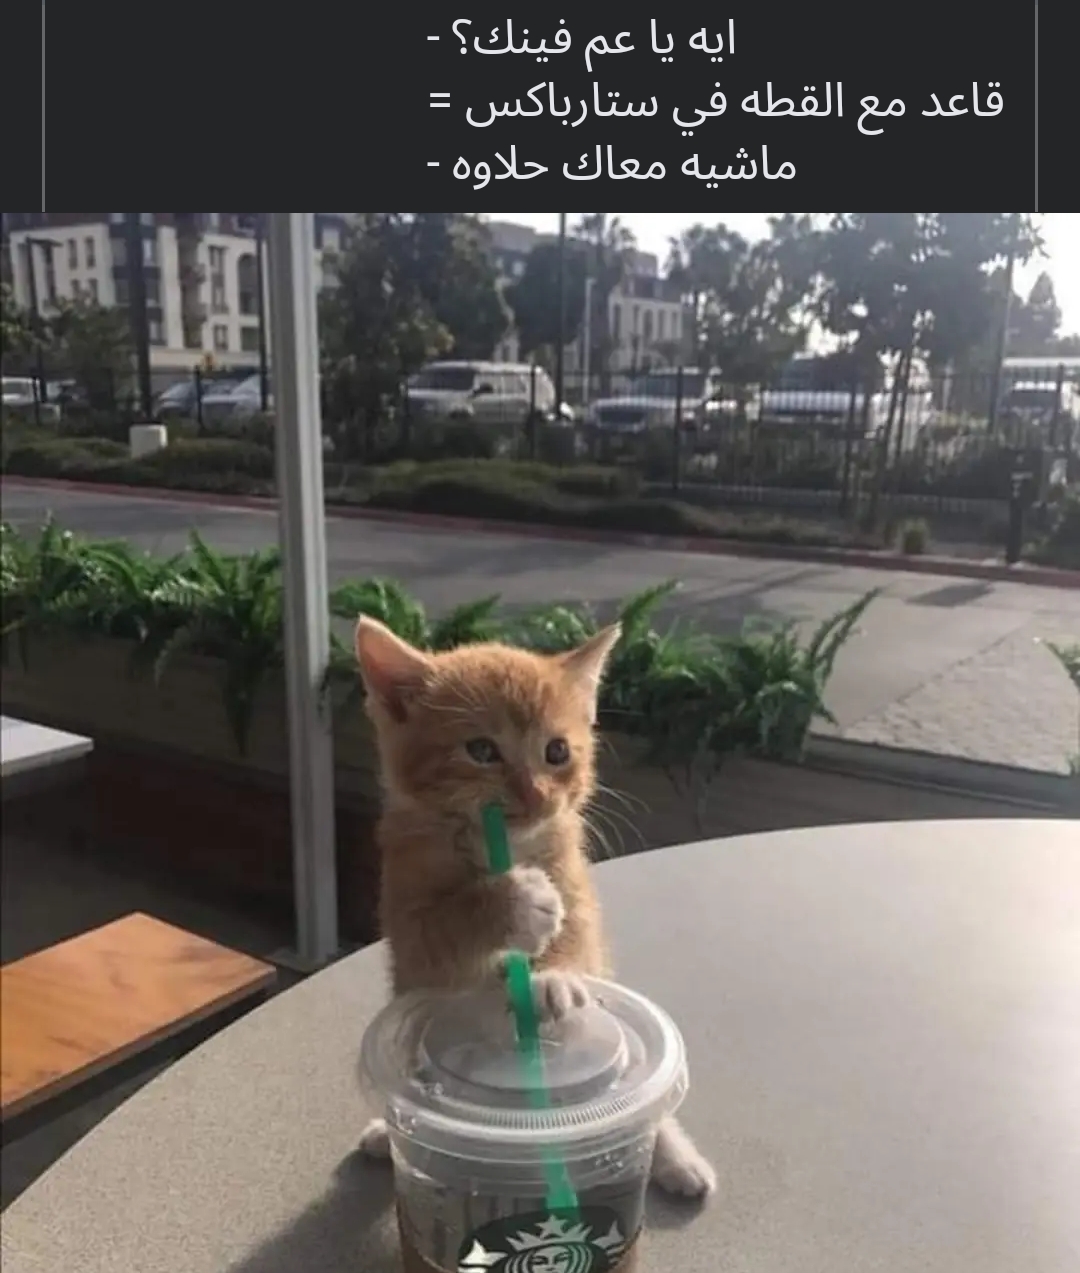 - ايه يا عم فينك؟
= قاعد مع القطه في ستارباكس
- ماشيه معاك حلاوه